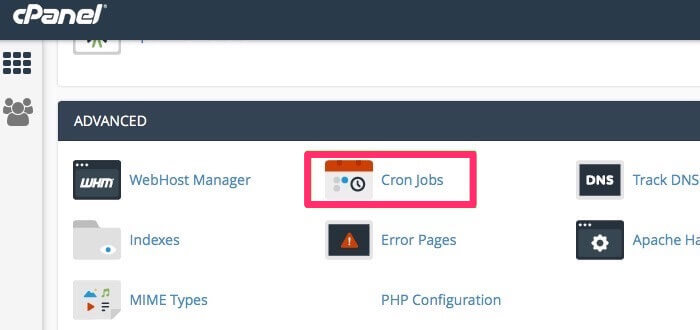 cPanel®
ADVANCED
WHM WebHost Manager
Cron Jobs
DNS Track DNS
Indexes
Error Pages
Apache Ha
MIME Types
PHP Configuration